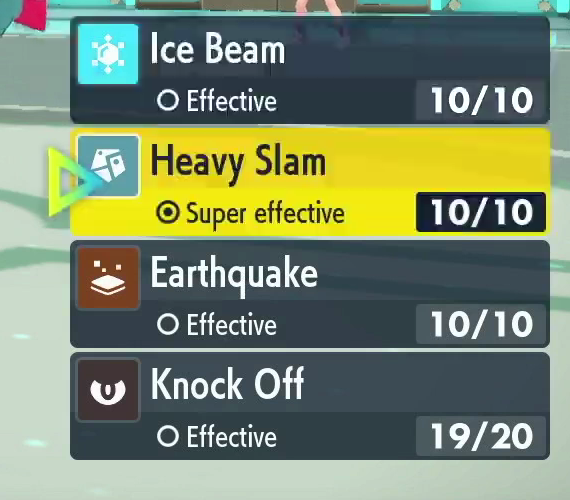 Ice Beam
Effective 10/10
Heavy Slam
Super effective 10/10
Earthquake
Effective 10/10
Knock Off
Effective 19/20